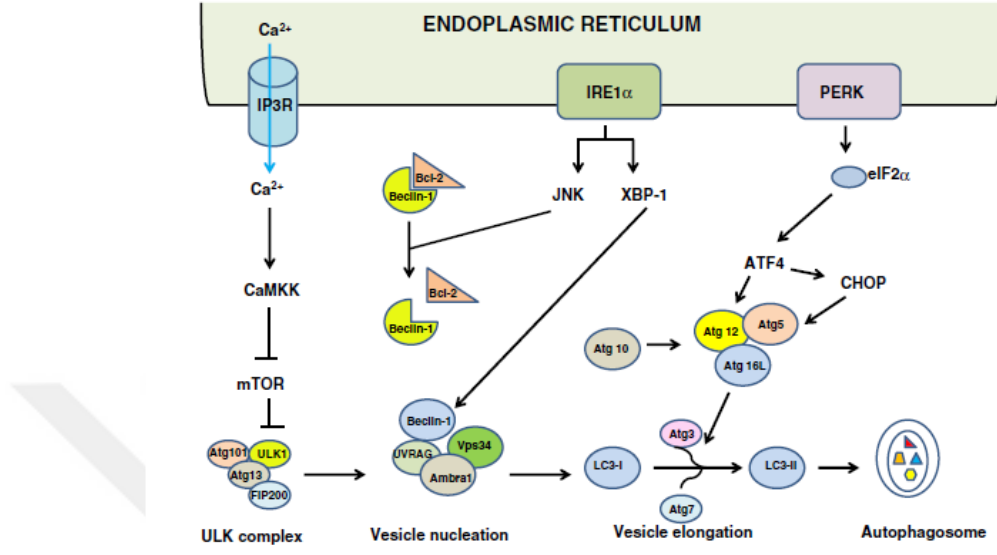 ENDOPLASMIC RETICULUM
Ca2+
IP3R
IRE1α
PERK
Ca2+
Bcl-2
Beclin-1
JNK
XBP-1
eIF2α
CaMKK
Bcl-2
Beclin-1
ATF4
CHOP
Atg 12
Atg5
Atg 10
Atg 16L
mTOR
Atg101
ULK1
Atg13
FIP200
Beclin-1
UVRAG
Vps34
Ambra1
Atg3
LC3-I
LC3-II
Atg7
ULK complex
Vesicle nucleation
Vesicle elongation
Autophagosome